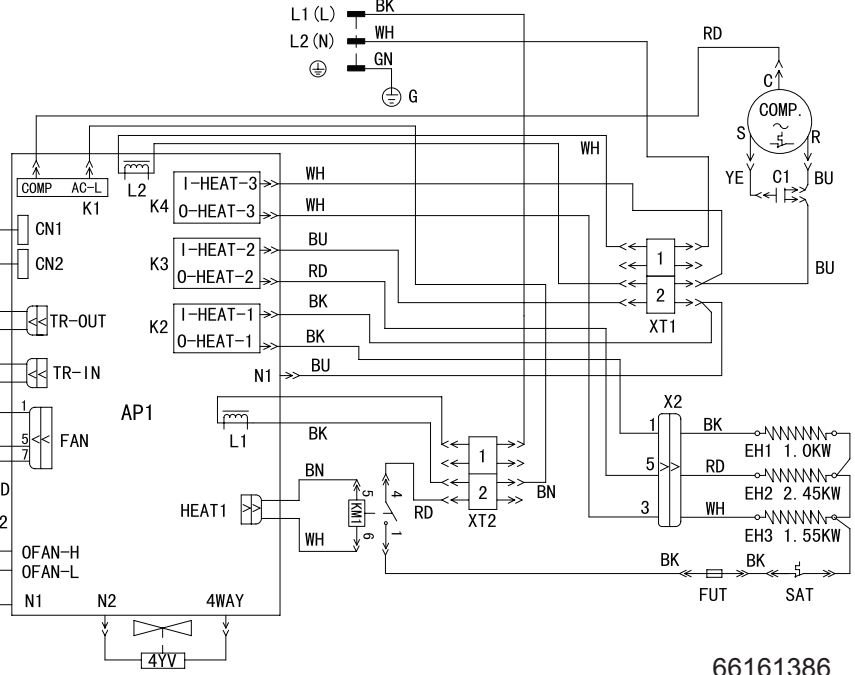 L1 (L) BK
L2 (N) WH
GN
G
RD
C
COMP.
S R
WH
YE C1 BU
COMP AC-L
K1
L2
I-HEAT-3 WH
K4
O-HEAT-3 WH
CN1
I-HEAT-2 BU
K3
CN2
O-HEAT-2 RD
1
2
BU
XT1
I-HEAT-1 BK
K2
O-HEAT-1 BK
TR-OUT
TR-IN
N1 BU
AP1
1
5
7
FAN
L1
BK
X2
1 BK
EH1 1.0KW
5 RD
EH2 2.45KW
3 WH
EH3 1.55KW
1
2
XT2
BN
BN
HEAT1
5
KM1
6
4
1
RD
WH
D
2
OFAN-H
OFAN-L
BK BK
FUT SAT
N1 N2 4WAY
4YV
66161386